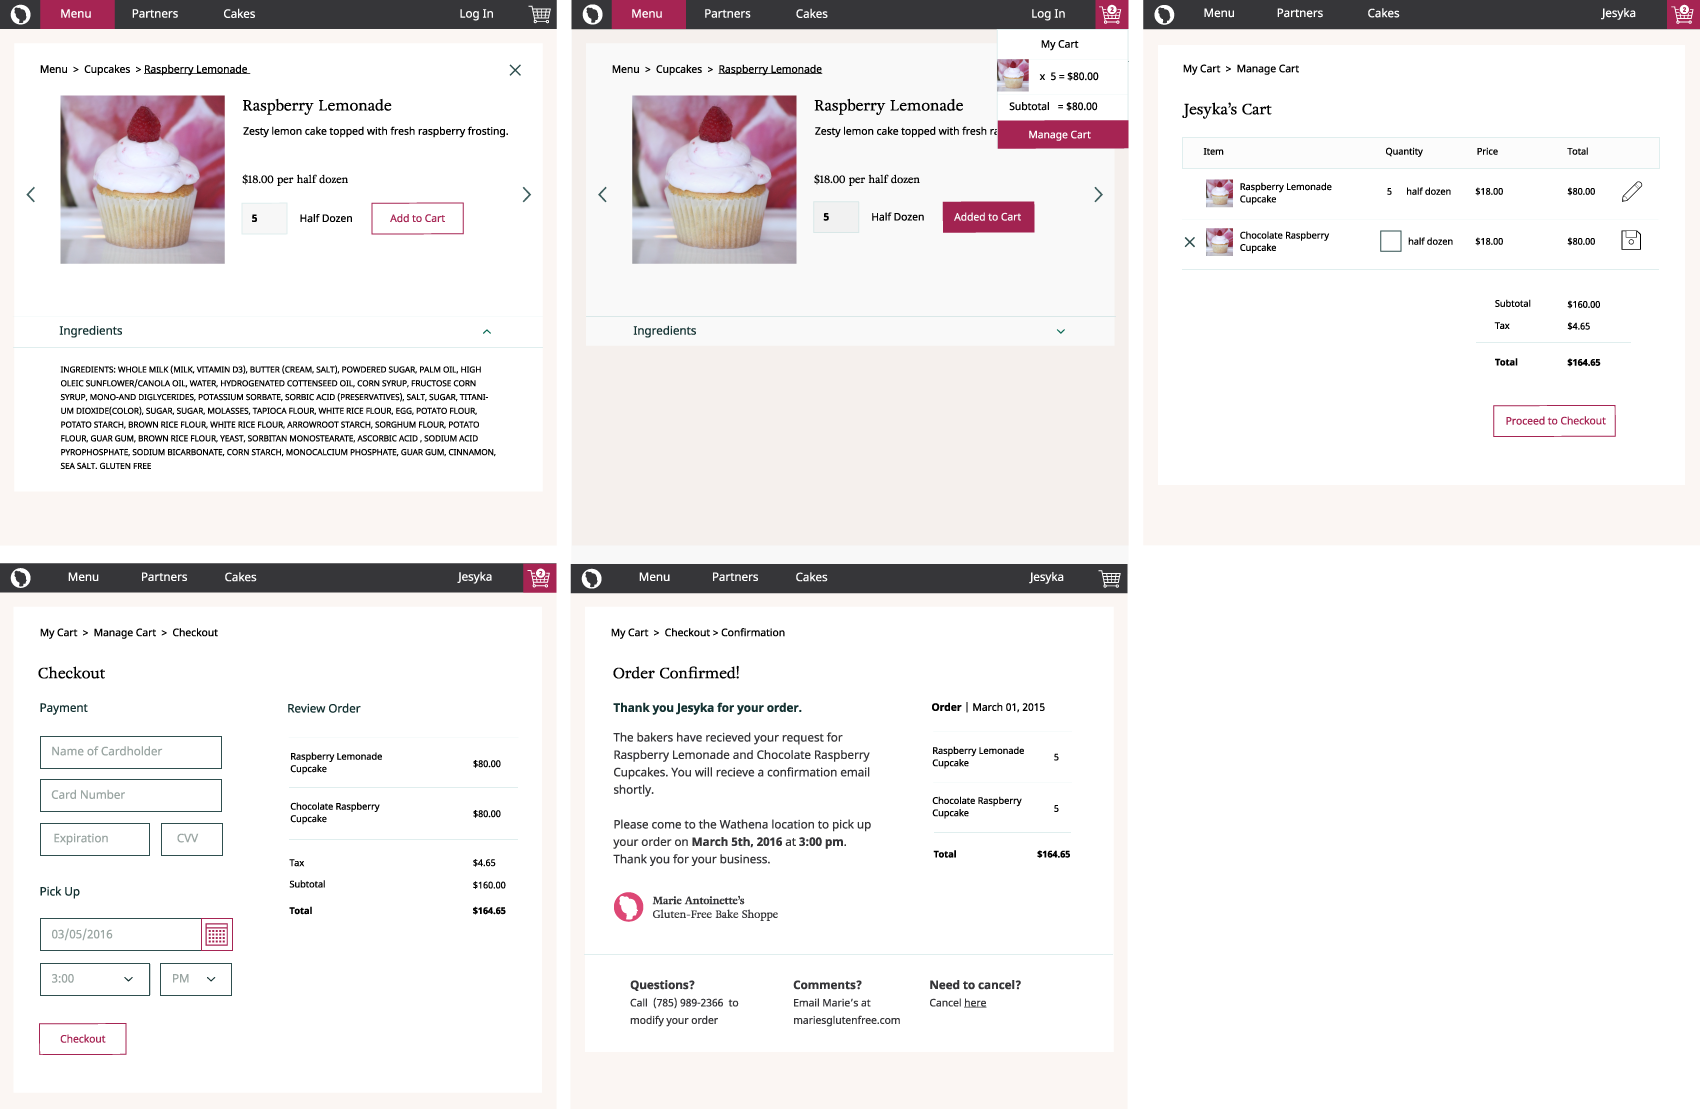 Menu Partners Cakes Log In
Menu > Cupcakes > Raspberry Lemonade
Raspberry Lemonade
Zesty lemon cake topped with fresh raspberry frosting.
$18.00 per half dozen
5 Half Dozen Add to Cart
Ingredients
INGREDIENTS: WHOLE MILK (MILK, VITAMIN D3), BUTTER (CREAM, SALT), POWDERED SUGAR, PALM OIL, HIGH
OLEIC SUNFLOWER/CANOLA OIL, WATER, HYDROGENATED COTTENSEED OIL, CORN SYRUP, FRUCTOSE CORN
SYRUP, MONO-AND DIGLYCERIDES, POTASSIUM SORBATE, SORBIC ACID (PRESERVATIVES), SALT, SUGAR, TITANI-
UM DIOXIDE(COLOR), SUGAR, SUGAR, MOLASSES, TAPIOCA FLOUR, WHITE RICE FLOUR, EGG, POTATO FLOUR,
POTATO STARCH, BROWN RICE FLOUR, WHITE RICE FLOUR, ARROWROOT STARCH, SORGHUM FLOUR, POTATO
FLOUR, GUAR GUM, BROWN RICE FLOUR, YEAST, SORBITAN MONOSTEARATE, ASCORBIC ACID , SODIUM ACID
PYROPHOSPHATE, SODIUM BICARBONATE, CORN STARCH, MONOCALCIUM PHOSPHATE, GUAR GUM, CINNAMON,
SEA SALT. GLUTEN FREE
Menu Partners Cakes Log In 2
My Cart
x 5 = $80.00
Subtotal = $80.00
Manage Cart
Menu > Cupcakes > Raspberry Lemonade
Raspberry Lemonade
Zesty lemon cake topped with fresh ra
$18.00 per half dozen
5 Half Dozen Added to Cart
Ingredients
Menu Partners Cakes Jesyka 2
My Cart > Manage Cart
Jesyka's Cart
Item Quantity Price Total
Raspberry Lemonade
Cupcake
5 half dozen $18.00 $80.00
Chocolate Raspberry
Cupcake
half dozen $18.00 $80.00
Subtotal $160.00
Tax $4.65
Total $164.65
Proceed to Checkout
Menu Partners Cakes Jesyka 2
My Cart > Manage Cart > Checkout
Checkout
Payment
Name of Cardholder
Card Number
Expiration CVV
Pick Up
03/05/2016
3:00 PM
Checkout
Review Order
Raspberry Lemonade
Cupcake
$80.00
Chocolate Raspberry
Cupcake
$80.00
Tax $4.65
Subtotal $160.00
Total $164.65
Menu Partners Cakes Jesyka
My Cart > Checkout > Confirmation
Order Confirmed!
Thank you Jesyka for your order.
The bakers have recieved your request for
Raspberry Lemonade and Chocolate Raspberry
Cupcakes. You will recieve a confirmation email
shortly.
Please come to the Wathena location to pick up
your order on March 5th, 2016 at 3:00 pm.
Thank you for your business.
Marie Antoinette's
Gluten-Free Bake Shoppe
Order | March 01, 2015
Raspberry Lemonade
Cupcake
5
Chocolate Raspberry
Cupcake
5
Total $164.65
Questions?
Call (785) 989-2366 to
modify your order
Comments?
Email Marie's at
mariesglutenfree.com
Need to cancel?
Cancel here